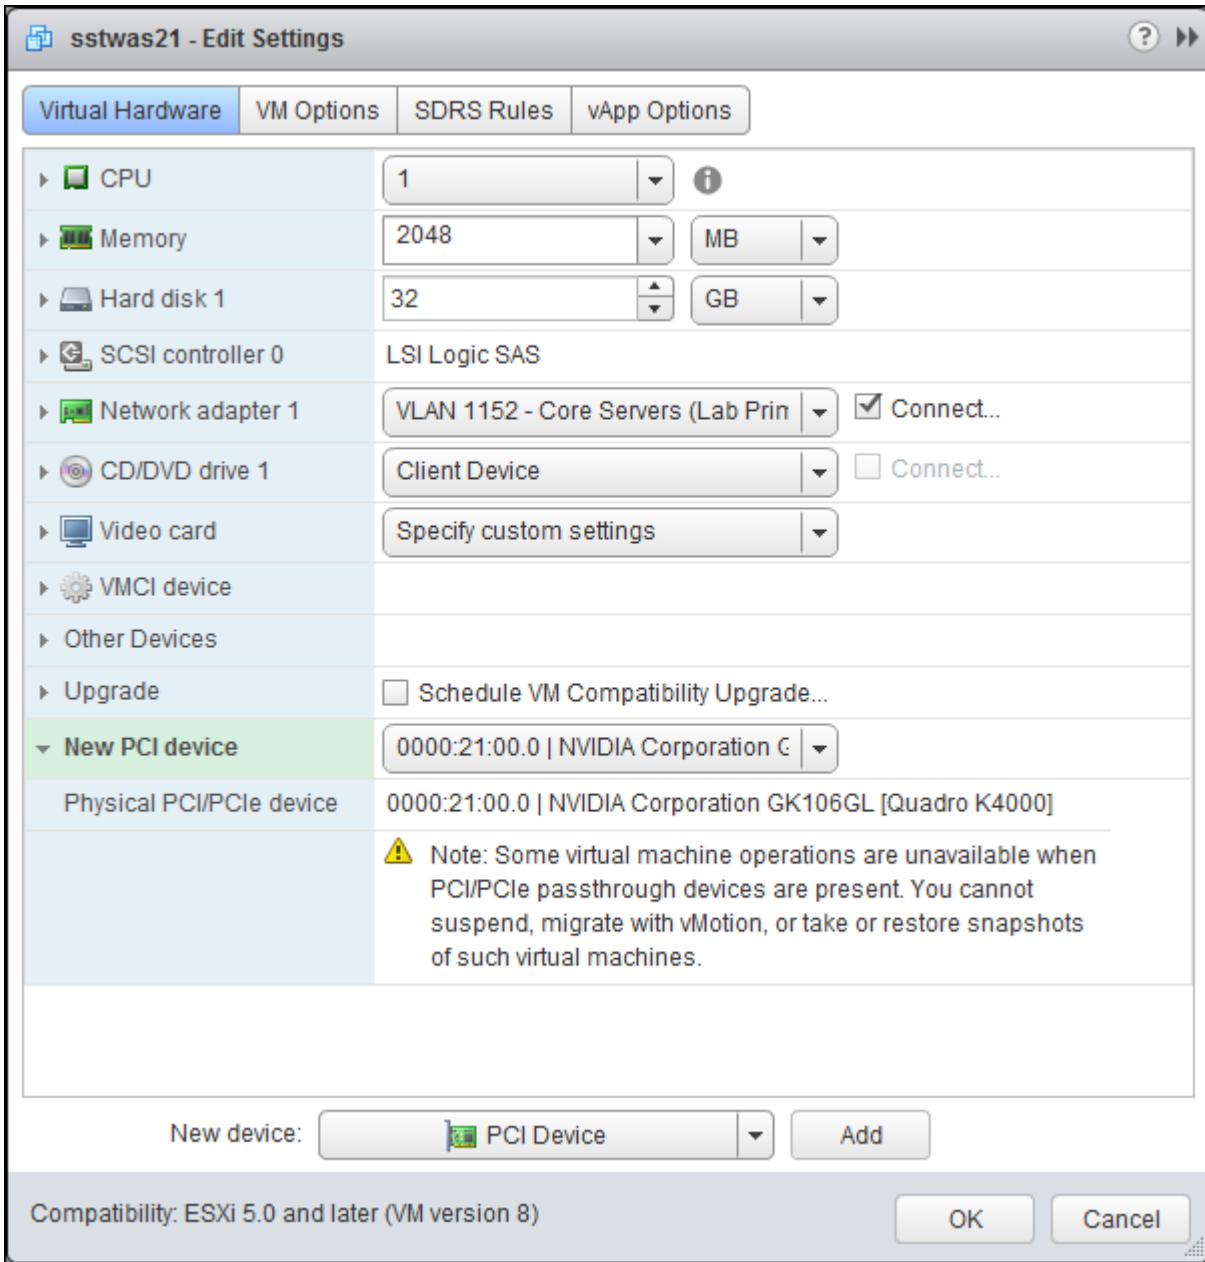 sstwas21 - Edit Settings
Virtual Hardware VM Options SDRS Rules vApp Options
CPU 1
Memory 2048 MB
Hard disk 1 32 GB
SCSI controller 0 LSI Logic SAS
Network adapter 1 VLAN 1152 - Core Servers (Lab Prin Connect...
CD/DVD drive 1 Client Device Connect...
Video card Specify custom settings
VMCI device
Other Devices
Upgrade Schedule VM Compatibility Upgrade...
New PCI device 0000:21:00.0 | NVIDIA Corporation G
Physical PCI/PCIe device 0000:21:00.0 | NVIDIA Corporation GK106GL [Quadro K4000]
Note: Some virtual machine operations are unavailable when
PCI/PCIe passthrough devices are present. You cannot
suspend, migrate with vMotion, or take or restore snapshots
of such virtual machines.
New device: PCI Device Add
Compatibility: ESXi 5.0 and later (VM version 8) OK Cancel